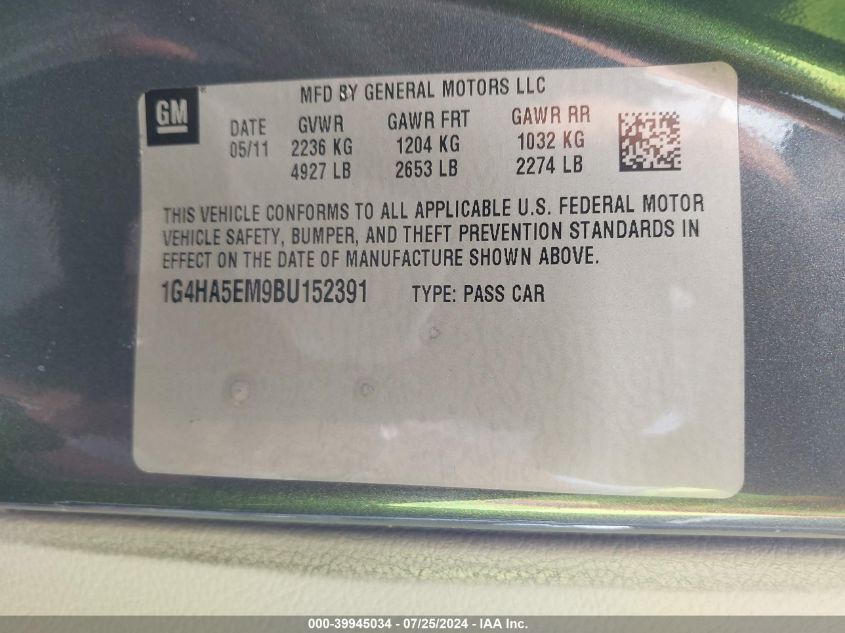 MFD BY GENERAL MOTORS LLC
GM
DATE GVWR GAWR FRT GAWR RR
05/11 2236 KG 1204 KG 1032 KG
4927 LB 2653 LB 2274 LB
THIS VEHICLE CONFORMS TO ALL APPLICABLE U.S. FEDERAL MOTOR
VEHICLE SAFETY, BUMPER, AND THEFT PREVENTION STANDARDS IN
EFFECT ON THE DATE OF MANUFACTURE SHOWN ABOVE.
1G4HA5EM9BU152391 TYPE: PASS CAR
000-39945034 - 07/25/2024 - IAA Inc.